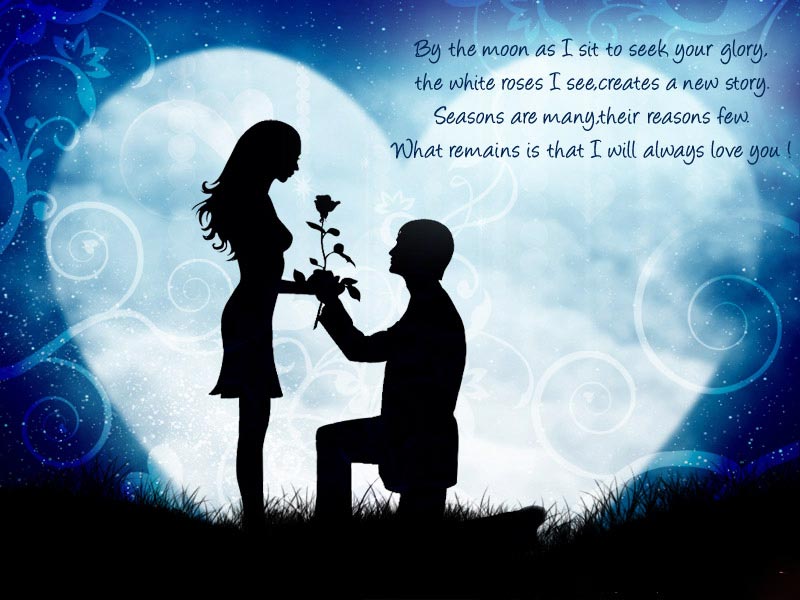 By the moon as I sit to seek your glory,
the white roses I see,creates a new story.
Seasons are many,their reasons few.
What remains is that I will always love you !